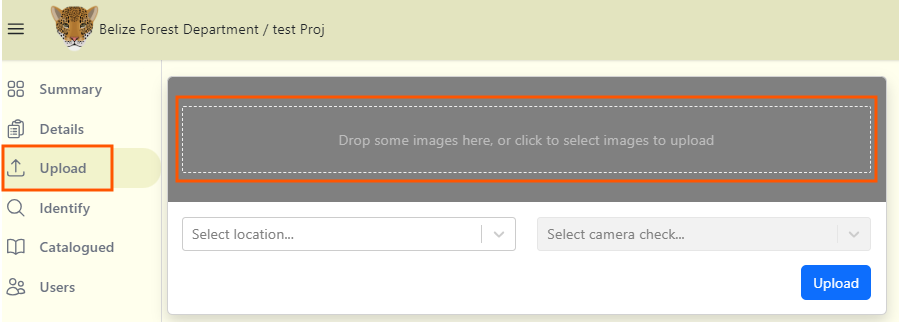 Belize Forest Department / test Proj
Summary
Details
Upload
Identify
Catalogued
Users
Drop some images here, or click to select images to upload
Select location...
Select camera check...
Upload